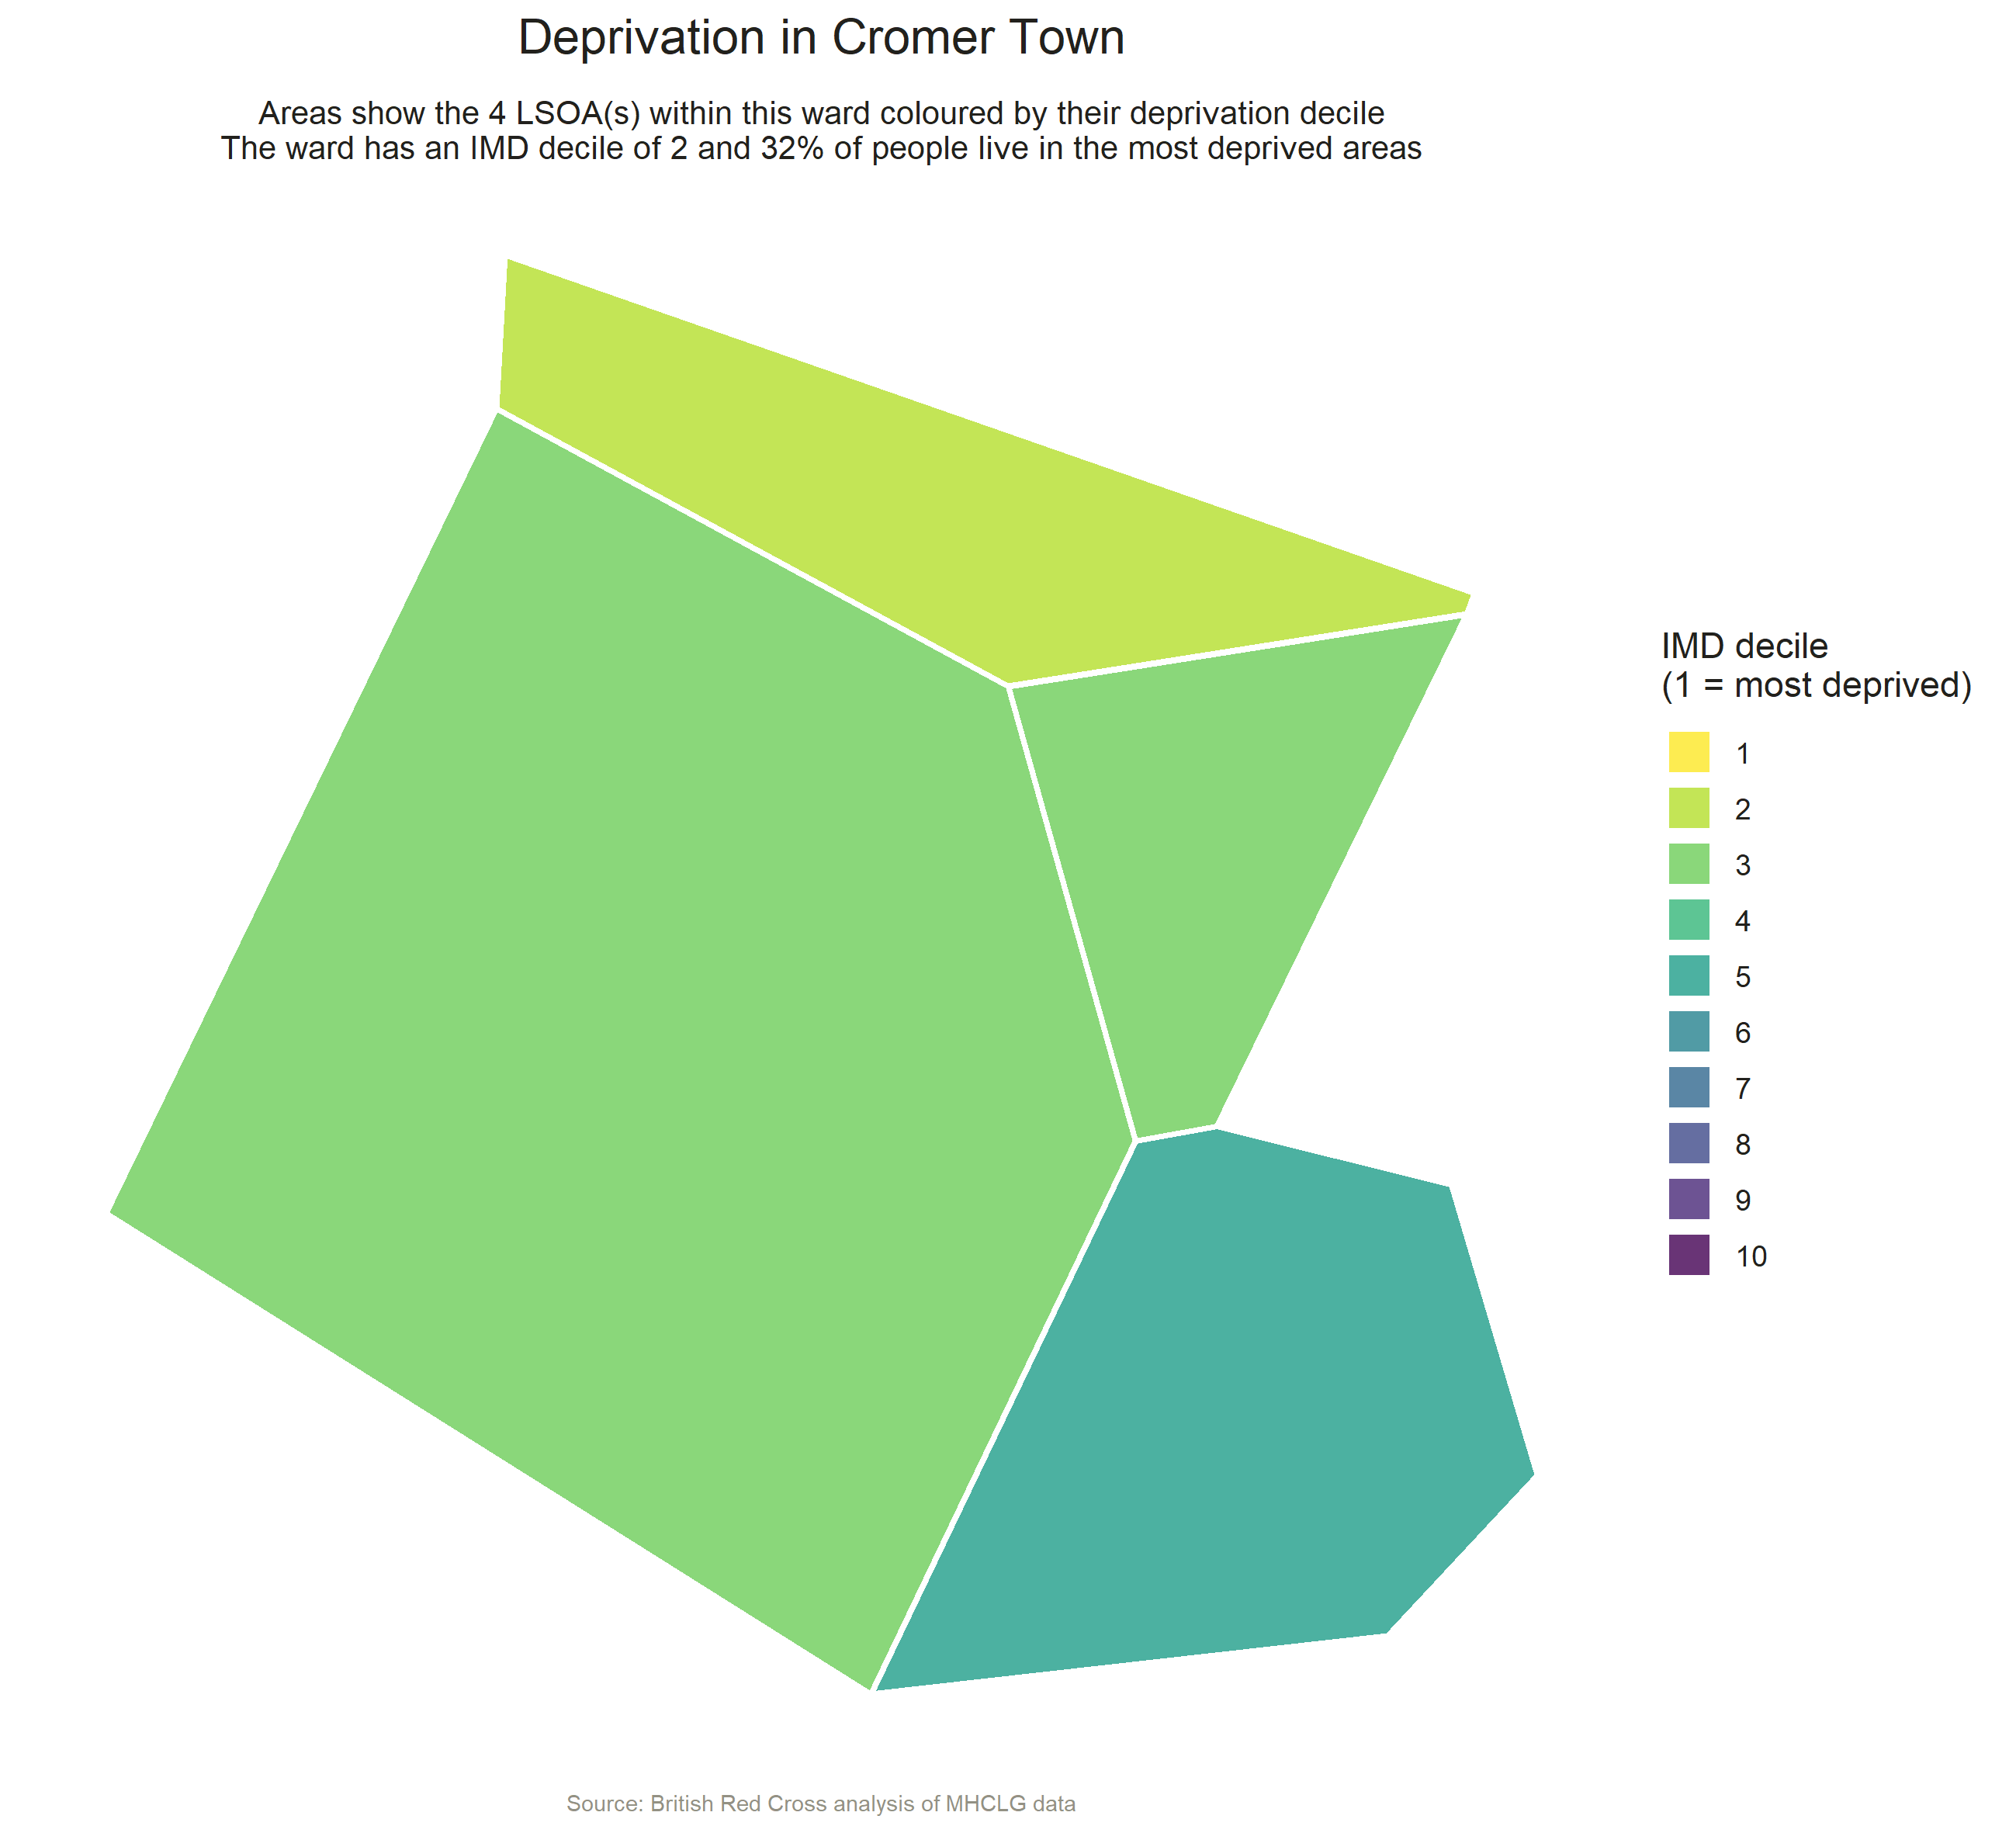 Deprivation in Cromer Town
Areas show the 4 LSOA(s) within this ward coloured by their deprivation decile
The ward has an IMD decile of 2 and 32% of people live in the most deprived areas
IMD decile
(1 = most deprived)
1
2
3
4
5
6
7
8
9
10
Source: British Red Cross analysis of MHCLG data